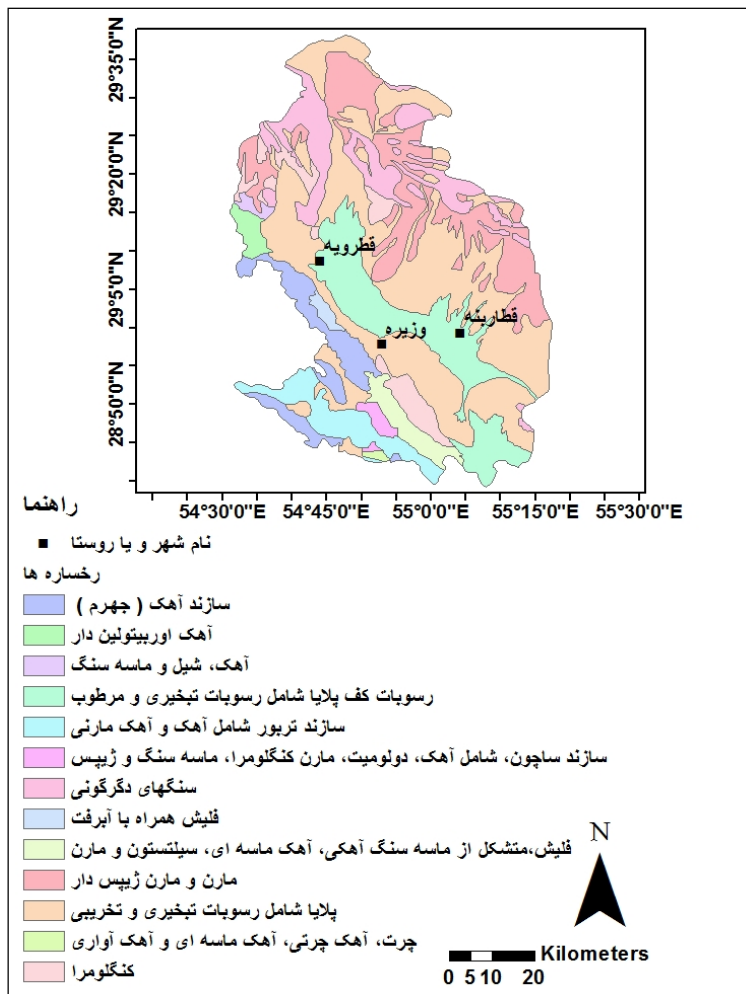 29°35'0"N
29°20'0"N
29°5'0"N
28°50'0"N
قطرویه
قطاربنه
وزیره
54°30'0"E 54°45'0"E 55°0'0"E 55°15'0"E 55°30'0"E
راهنما
نام شهر و یا روستا
رخساره ها
سازند آهک ( جهرم )
آهک اوربیتولین دار
آهک، شیل و ماسه سنگ
رسوبات کف پلایا شامل رسوبات تبخیری و مرطوب
سازند تربور شامل آهک و آهک مارنی
سازند ساچون، شامل آهک، دولومیت، مارن کنگلومرا، ماسه سنگ و ژیپس
سنگهای دگرگونی
فلیش همراه با آبرفت
فلیش،متشکل از ماسه سنگ آهکی، آهک ماسه ای، سیلتستون و مارن
مارن و مارن ژیپس دار
پلایا شامل رسوبات تبخیری و تخریبی
چرت، آهک چرتی، آهک ماسه ای و آهک آواری
کنگلومرا
N
Kilometers
0 5 10 20